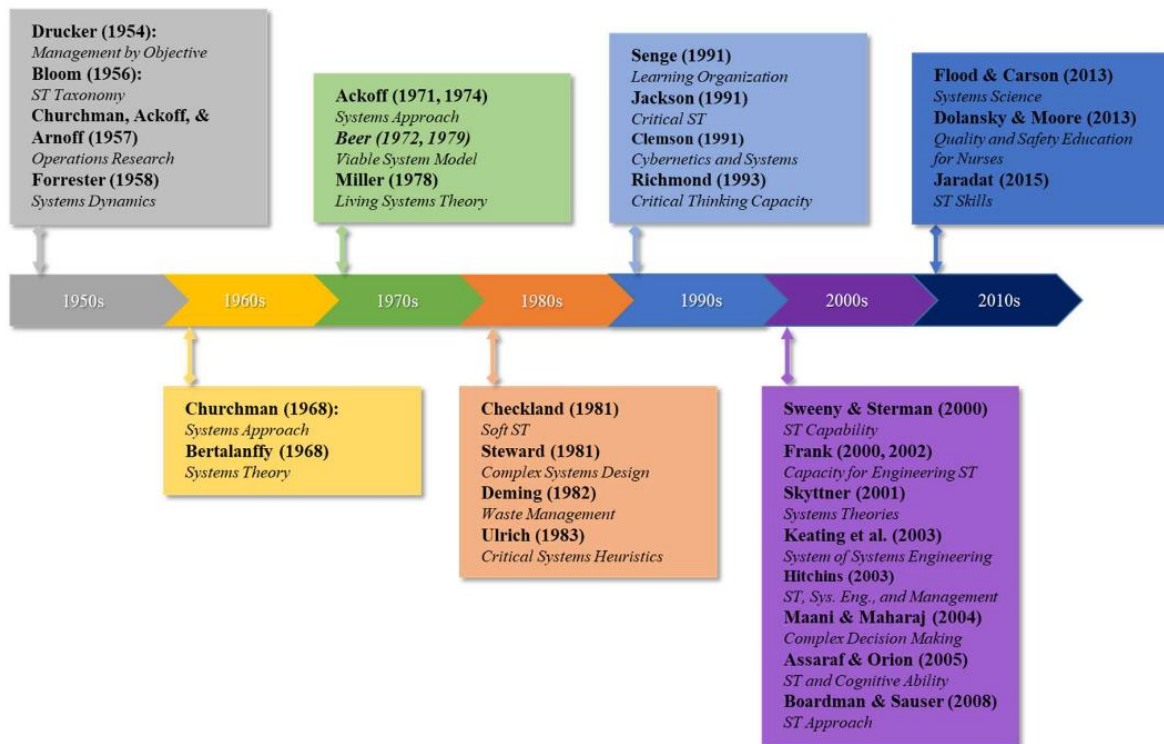 Drucker (1954):
Management by Objective
Bloom (1956):
ST Taxonomy
Churchman, Ackoff, &
Arnoff (1957)
Operations Research
Forrester (1958)
Systems Dynamics
Ackoff (1971, 1974)
Systems Approach
Beer (1972, 1979)
Viable System Model
Miller (1978)
Living Systems Theory
Senge (1991)
Learning Organization
Jackson (1991)
Critical ST
Clemson (1991)
Cybernetics and Systems
Richmond (1993)
Critical Thinking Capacity
Flood & Carson (2013)
Systems Science
Dolansky & Moore (2013)
Quality and Safety Education
for Nurses
Jaradat (2015)
ST Skills
1950s
1960s
1970s
1980s
1990s
2000s
2010s
Churchman (1968):
Systems Approach
Bertalanffy (1968)
Systems Theory
Checkland (1981)
Soft ST
Steward (1981)
Complex Systems Design
Deming (1982)
Waste Management
Ulrich (1983)
Critical Systems Heuristics
Sweeny & Sterman (2000)
ST Capability
Frank (2000, 2002)
Capacity for Engineering ST
Skyttner (2001)
Systems Theories
Keating et al. (2003)
System of Systems Engineering
Hitchins (2003)
ST, Sys. Eng., and Management
Maani & Maharaj (2004)
Complex Decision Making
Assaraf & Orion (2005)
ST and Cognitive Ability
Boardman & Sauser (2008)
ST Approach